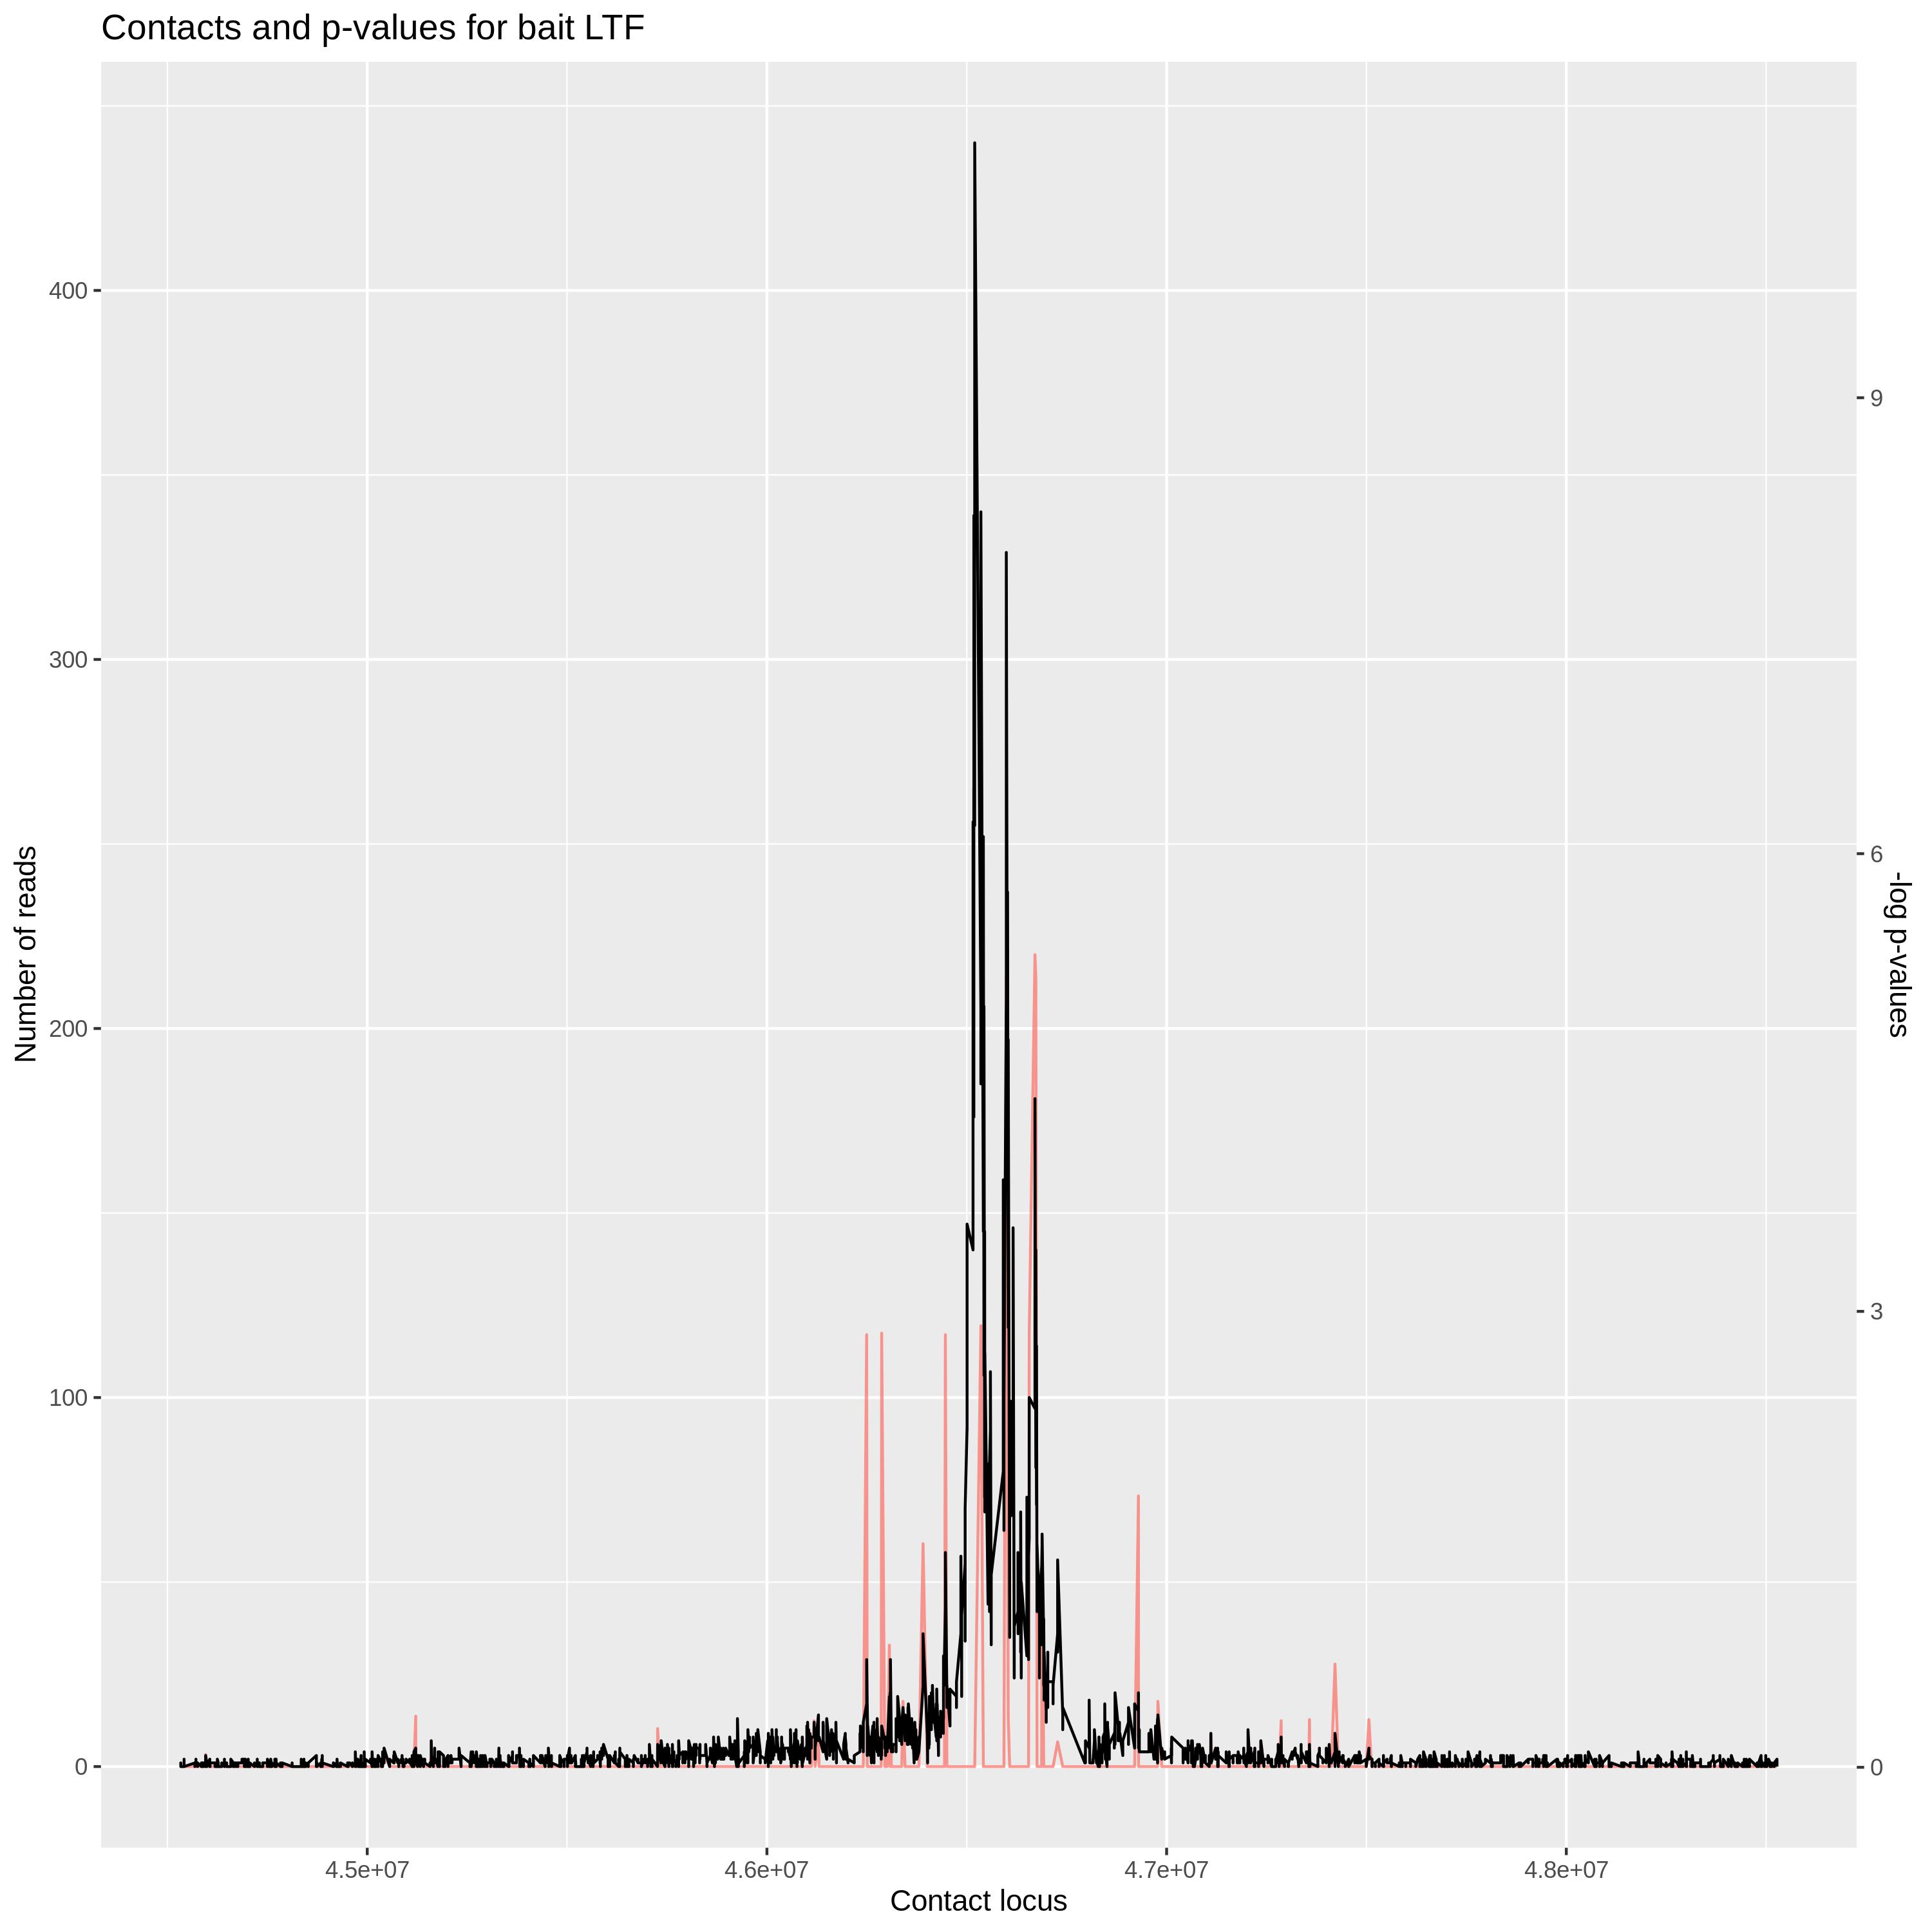 Contacts and p-values for bait LTF
400
300
200
100
0
Number of reads
9
6
3
0
-log p-values
4.5e+07
4.6e+07
4.7e+07
4.8e+07
Contact locus